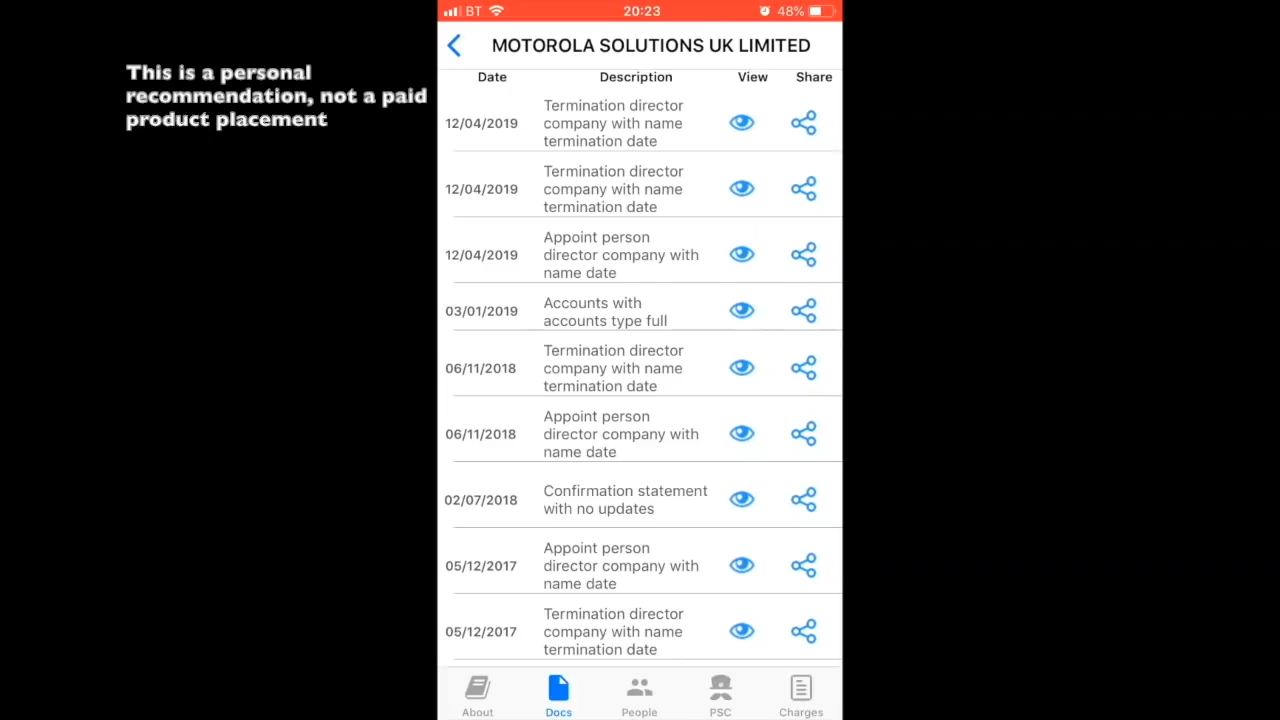 This is a personal
recommendation, not a paid
product placement
BT 20:23 48%
MOTOROLA SOLUTIONS UK LIMITED
Date Description View Share
12/04/2019 Termination director
company with name
termination date
12/04/2019 Termination director
company with name
termination date
12/04/2019 Appoint person
director company with
name date
03/01/2019 Accounts with
accounts type full
06/11/2018 Termination director
company with name
termination date
06/11/2018 Appoint person
director company with
name date
02/07/2018 Confirmation statement
with no updates
05/12/2017 Appoint person
director company with
name date
05/12/2017 Termination director
company with name
termination date
About Docs People PSC Charges